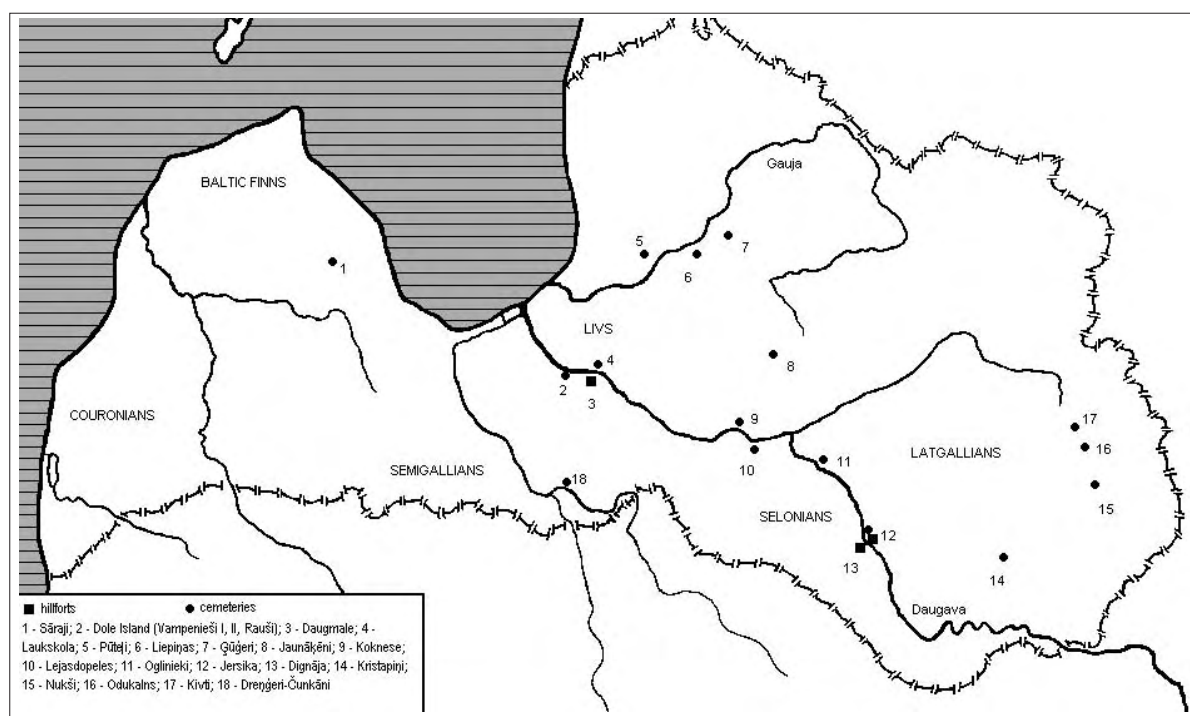 BALTIC FINNS
Gauja
1
5
6
7
LIVS
4
2
3
8
COURONIANS
9
10
17
16
15
LATGALLIANS
11
SEMIGALLIANS
18
SELONIANS
12
13
14
Daugava
■ hillforts ● cemeteries
1 - Sāraji; 2 - Dole Island (Vampenieši I, II, Rauši); 3 - Daugmale; 4 -
Laukskola; 5 - Pūteļi; 6 - Liepiņas; 7 - Ģūģeri; 8 - Jaunāķēni; 9 - Koknese;
10 - Lejasdopeles; 11 - Oglinieki; 12 - Jersika; 13 - Dignāja; 14 - Kristapiņi;
15 - Nukši; 16 - Odukalns; 17 - Kivti; 18 - Dreņģeri-Čunkāni